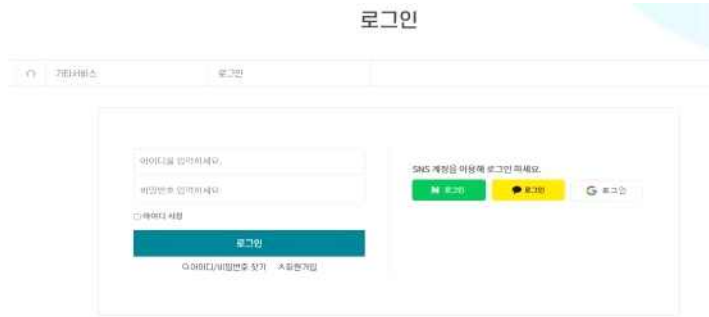 로그인
기타서비스 로그인
아이디를 입력하세요.
비밀번호 입력하세요
아이디 저장
로그인
아이디/비밀번호 찾기 회원가입
SNS 계정을 이용해 로그인 하세요.
N 로그인 로그인 G 로그인